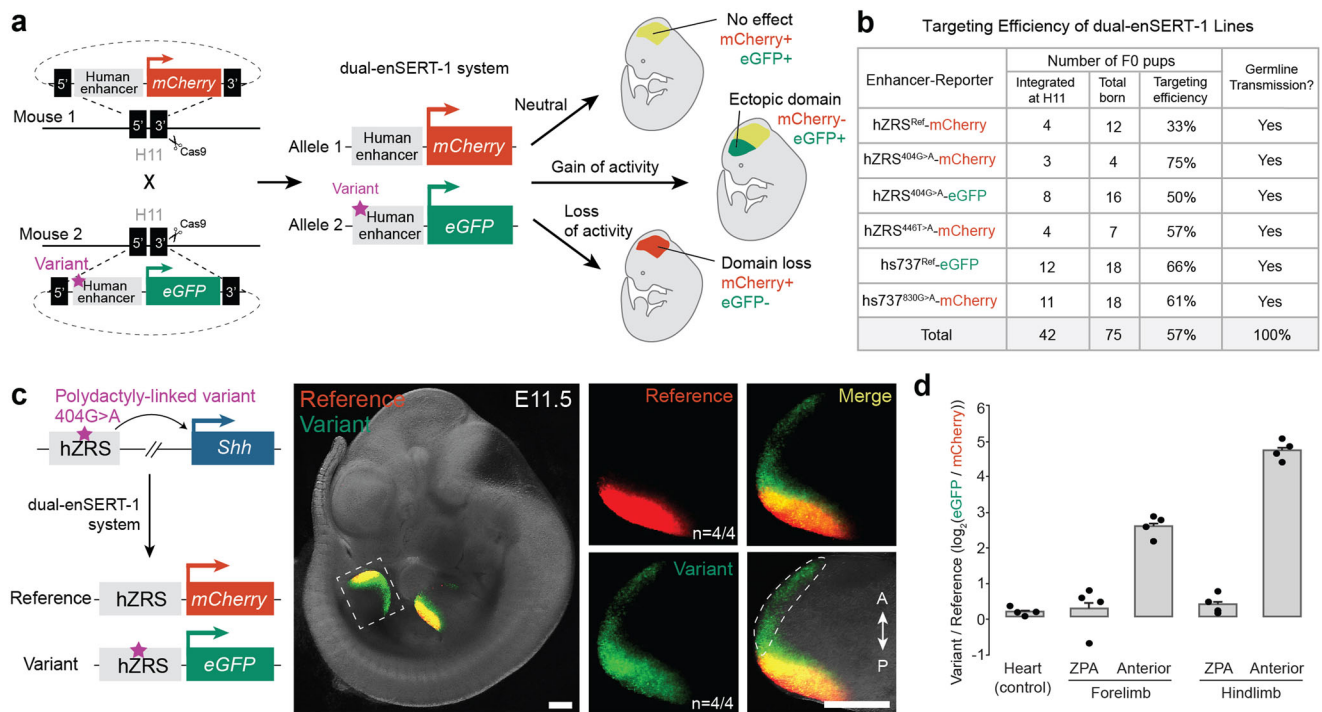 a
5'
Human
enhancer
mCherry
3'
Mouse 1
5'
3'
H11
Cas9
X
H11
Cas9
5'
3'
Mouse 2
Variant
5'
Human
enhancer
eGFP
3'
dual-enSERT-1 system
Allele 1
Human
enhancer
mCherry
Variant
Allele 2
Human
enhancer
eGFP
Neutral
Gain of activity
Loss
of activity
No effect
mCherry+
eGFP+
Ectopic domain
mCherry-
eGFP+
Domain loss
mCherry+
eGFP-
b
Targeting Efficiency of dual-enSERT-1 Lines
Enhancer-Reporter
Number of F0 pups
Integrated
at H11
Total
born
Targeting
efficiency
Germline
Transmission?
hZRSRef-mCherry 4 12 33% Yes
hZRS404G>A-mCherry 3 4 75% Yes
hZRS404G>A-eGFP 8 16 50% Yes
hZRS446T>A-mCherry 4 7 57% Yes
hs737Ref-eGFP 12 18 66% Yes
hs737830G>A-mCherry 11 18 61% Yes
Total 42 75 57% 100%
c
Polydactyly-linked variant
404G>A
hZRS
Shh
dual-enSERT-1
system
Reference
hZRS
mCherry
Variant
hZRS
eGFP
Reference
Variant
E11.5
Reference
n=4/4
Merge
Variant
n=4/4
A
P
d
Variant / Reference (log2(eGFP / mCherry))
6
5
4
3
2
1
0
-1
Heart
(control)
ZPA
Anterior
Forelimb
ZPA
Anterior
Hindlimb